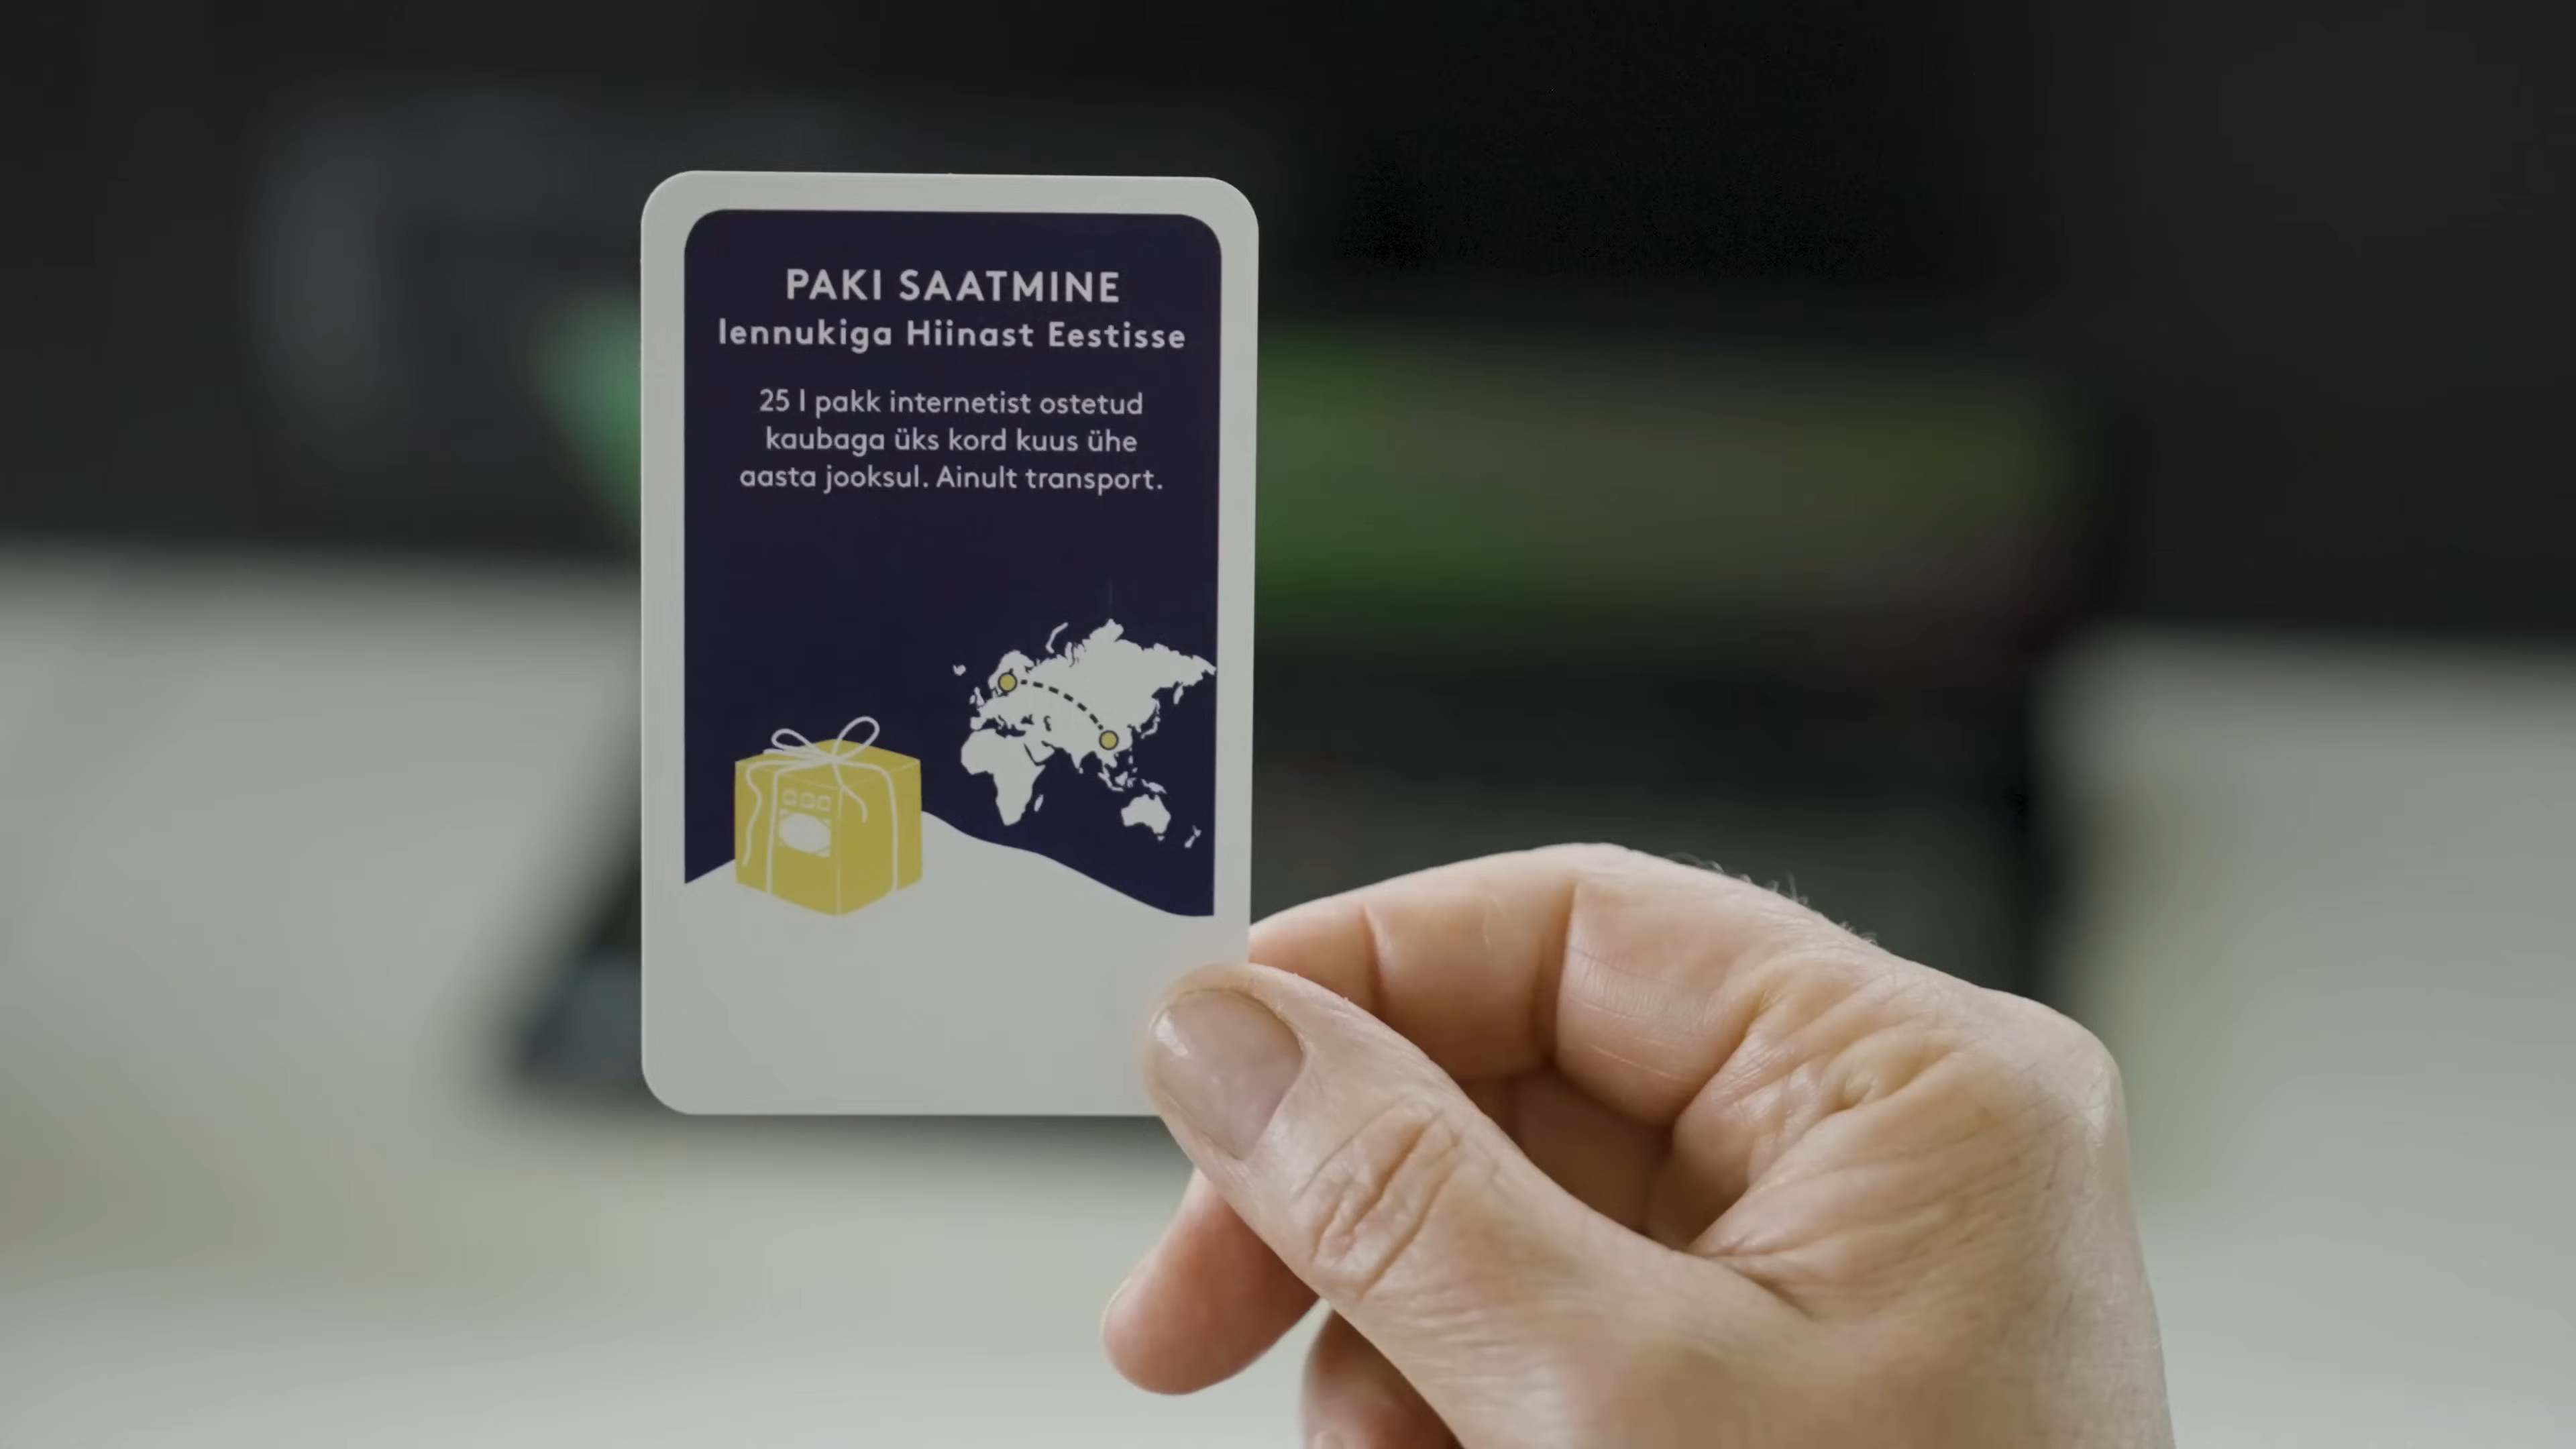 PAKI SAATMINE
lennukiga Hiinast Eestisse
25 l pakk internetist ostetud
kaubaga üks kord kuus ühe
aasta jooksul. Ainult transport.